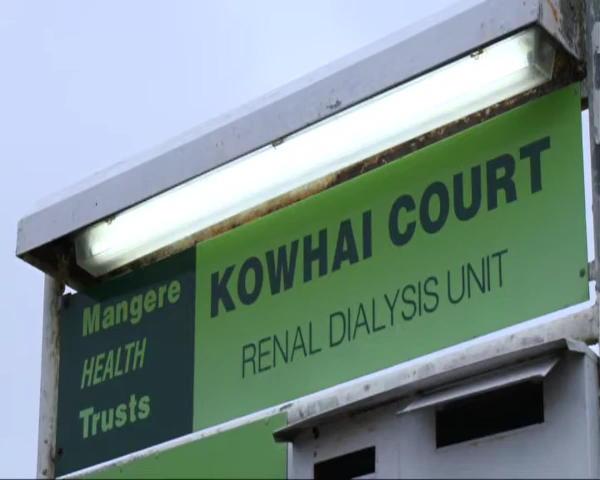 Mangere
HEALTH
Trusts
KOWHAI COURT
RENAL DIALYSIS UNIT